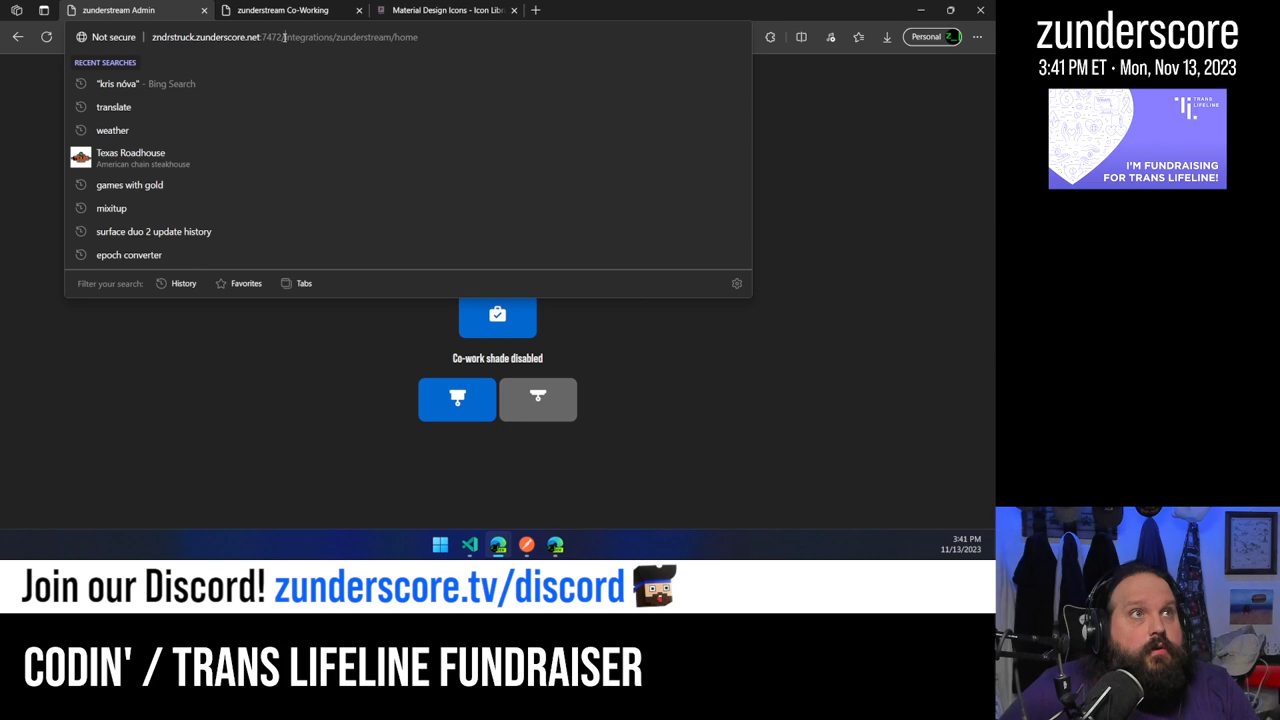 zunderstream Admin
zunderstream Co-Working
Material Design Icons - Icon Libr
Not secure
zndrstruck.zunderscore.net:7472/integrations/zunderstream/home
Personal
RECENT SEARCHES
"kris nóva" - Bing Search
translate
weather
Texas Roadhouse
American chain steakhouse
games with gold
mixitup
surface duo 2 update history
epoch converter
Filter your search:
History
Favorites
Tabs
Co-work shade disabled
3:41 PM
11/13/2023
zunderscore
3:41 PM ET · Mon, Nov 13, 2023
TRANS
LIFELINE
I'M FUNDRAISING
FOR TRANS LIFELINE!
Join our Discord! zunderscore.tv/discord
CODIN' / TRANS LIFELINE FUNDRAISER